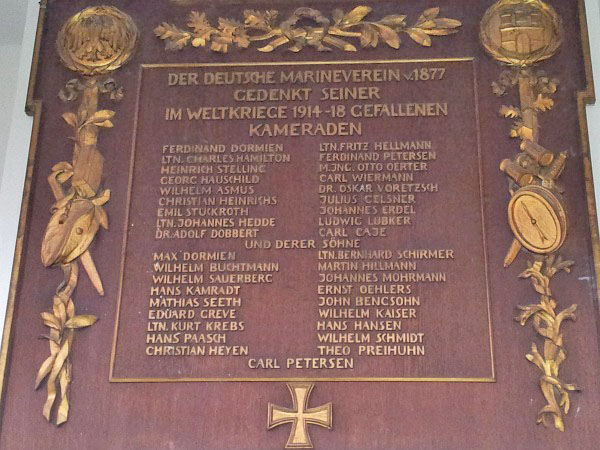 DER DEUTSCHE MARINEVEREIN v. 1877
GEDENKT SEINER
IM WELTKRIEGE 1914-18 GEFALLENEN
KAMERADEN
FERDINAND DORMIEN
LTN. CHARLES HAMILTON
HEINRICH STELLING
GEORG HAUSCHILD
WILHELM ASMUS
CHRISTIAN HEINRICHS
EMIL STUCKROTH
LTN. JOHANNES HEDDE
DR. ADOLF DOBBERT
LTN. FRITZ HELLMANN
FERDINAND PETERSEN
M.JNG. OTTO OERTER
CARL WIERMANN
DR. OSKAR VORETZSCH
JULIUS GELSNER
JOHANNES ERDEL
LUDWIG LÜBKER
CARL CAJE
UND DERER SÖHNE
MAX DORMIEN
WILHELM BUCHTMANN
WILHELM SAUERBERG
HANS KAMRADT
MATHIAS SEETH
EDUARD GREVE
LTN. KURT KREBS
HANS PAASCH
CHRISTIAN HEYEN
LTN. BERNHARD SCHIRMER
MARTIN HILLMANN
JOHANNES MOHRMANN
ERNST OEHLERS
JOHN BENGSOHN
WILHELM KAISER
HANS HANSEN
WILHELM SCHMIDT
THEO PREIHUHN
CARL PETERSEN